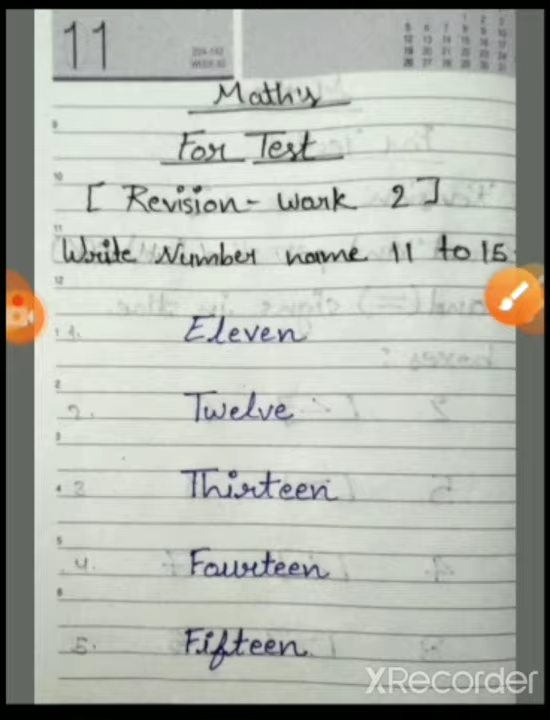 11
Math's
For Test
[ Revision - Work 2 ]
Write Number name 11 to 15.
1. Eleven
2. Twelve
Thirteen
4. Fourteen
5. Fifteen
XRecorder